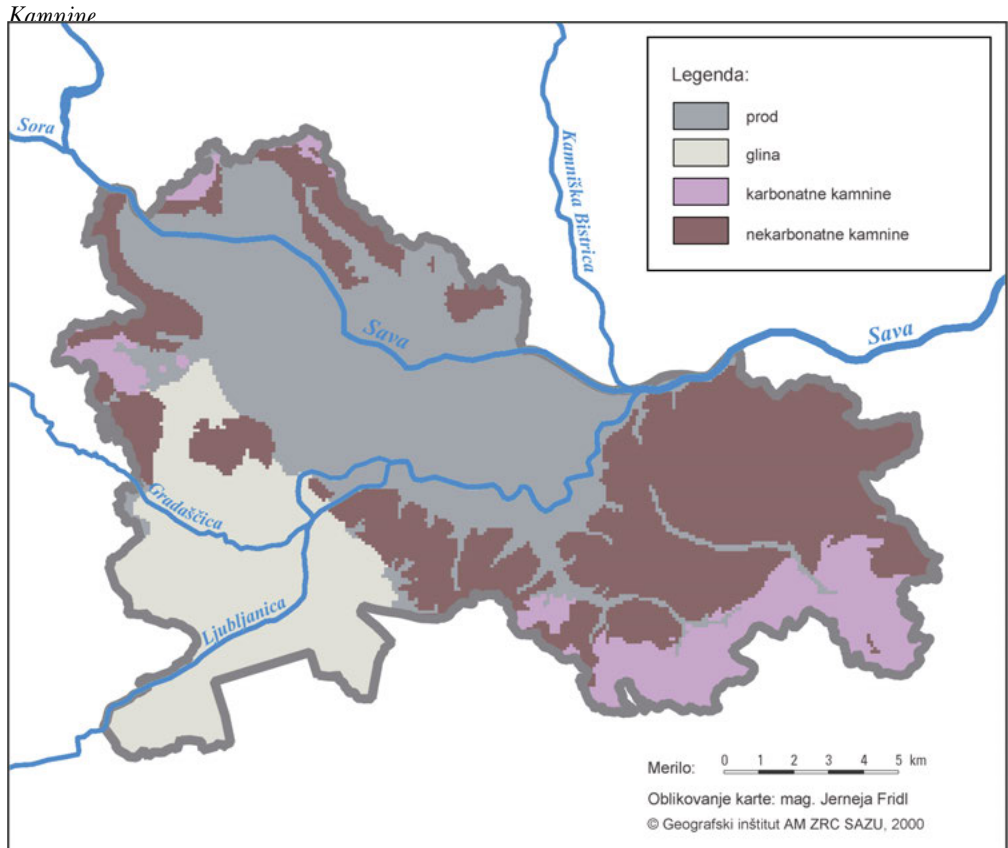 Kamnine
Legenda:
prod
glina
karbonatne kamnine
nekarbonatne kamnine
Sora
Kamniška Bistrica
Sava
Sava
Gradaščica
Ljubljanica
Merilo: 0 1 2 3 4 5 km
Oblikovanje karte: mag. Jerneja Fridl
© Geografski inštitut AM ZRC SAZU, 2000